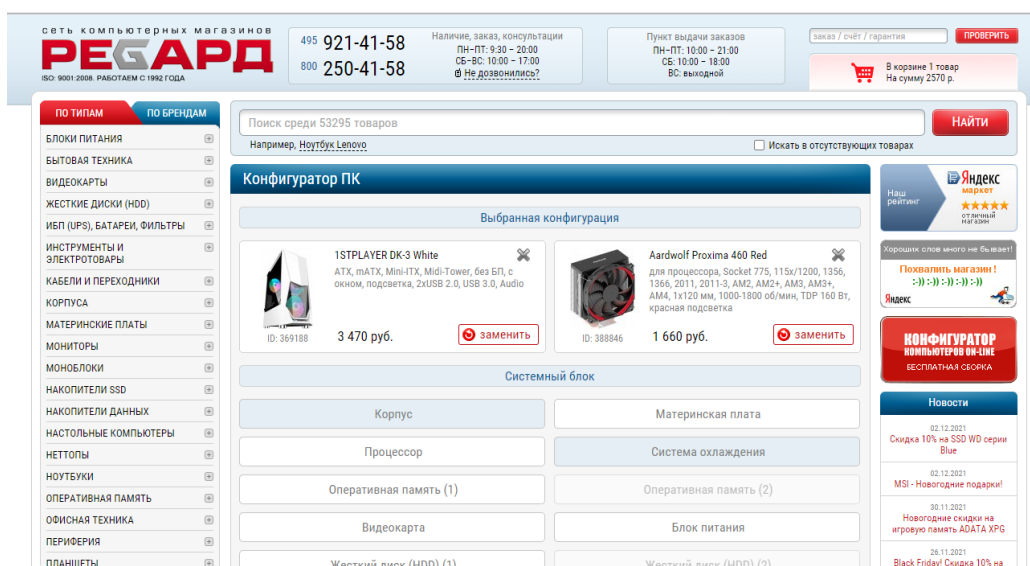 сеть компьютерных магазинов
РЕГАРД
ISO 9001:2008. РАБОТАЕМ С 1992 ГОДА
495 921-41-58
800 250-41-58
Наличие, заказ, консультации
ПН-ПТ: 9:30 - 20:00
СБ-ВС: 10:00 - 17:00
Не дозвонились?
Пункт выдачи заказов
ПН-ПТ: 10:00 - 21:00
СБ: 10:00 - 18:00
ВС: выходной
заказ / счёт / гарантия
ПРОВЕРИТЬ
В корзине 1 товар
На сумму 2570 р.
ПО ТИПАМ
ПО БРЕНДАМ
БЛОКИ ПИТАНИЯ
БЫТОВАЯ ТЕХНИКА
ВИДЕОКАРТЫ
ЖЕСТКИЕ ДИСКИ (HDD)
ИБП (UPS), БАТАРЕИ, ФИЛЬТРЫ
ИНСТРУМЕНТЫ И
ЭЛЕКТРОТОВАРЫ
КАБЕЛИ И ПЕРЕХОДНИКИ
КОРПУСА
МАТЕРИНСКИЕ ПЛАТЫ
МОНИТОРЫ
МОНОБЛОКИ
НАКОПИТЕЛИ SSD
НАКОПИТЕЛИ ДАННЫХ
НАСТОЛЬНЫЕ КОМПЬЮТЕРЫ
НЕТТОПЫ
НОУТБУКИ
ОПЕРАТИВНАЯ ПАМЯТЬ
ОФИСНАЯ ТЕХНИКА
ПЕРИФЕРИЯ
ПЛАНШЕТЫ
Поиск среди 53295 товаров
Найти
Например, Ноутбук Lenovo
Искать в отсутствующих товарах
Конфигуратор ПК
Выбранная конфигурация
1STPLAYER DK-3 White
ATX, mATX, Mini-ITX, Midi-Tower, без БП, с
окном, подсветка, 2xUSB 2.0, USB 3.0, Audio
ID: 369188
3 470 руб.
заменить
Aardwolf Proxima 460 Red
для процессора, Socket 775, 115x/1200, 1356,
1366, 2011, 2011-3, AM2, AM2+, AM3, AM3+,
AM4, 1x120 мм, 1000-1800 об/мин, TDP 160 Вт,
красная подсветка
ID: 388846
1 660 руб.
заменить
Системный блок
Корпус
Материнская плата
Процессор
Система охлаждения
Оперативная память (1)
Оперативная память (2)
Видеокарта
Блок питания
Жесткий диск (HDD) (1)
Жесткий диск (HDD) (2)
Наш
рейтинг
Яндекс
маркет
отличный
магазин
Хороших слов много не бывает!
Похвалить магазин !
:-)) :-)) :-)) :-))
Яндекс
КОНФИГУРАТОР
КОМПЬЮТЕРОВ ON-LINE
БЕСПЛАТНАЯ СБОРКА
Новости
02.12.2021
Скидка 10% на SSD WD серии
Blue
02.12.2021
MSI - Новогодние подарки!
30.11.2021
Новогодние скидки на
игровую память ADATA XPG
26.11.2021
Black Friday! Скидка 10% на